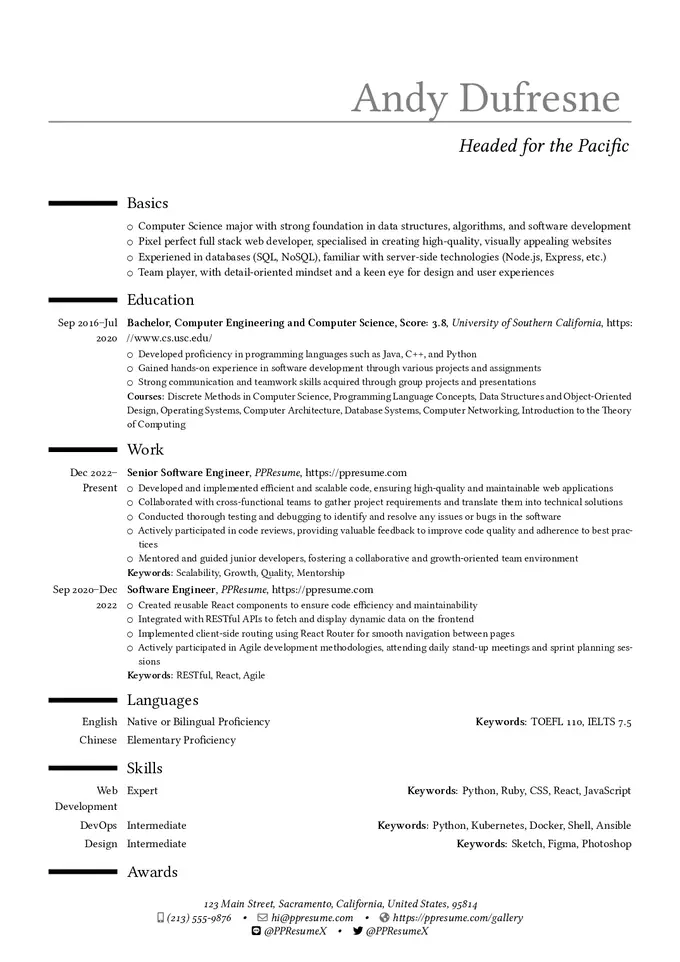 Andy Dufresne
Headed for the Pacific
Basics
○ Computer Science major with strong foundation in data structures, algorithms, and software development
○ Pixel perfect full stack web developer, specialised in creating high-quality, visually appealing websites
○ Experiened in databases (SQL, NoSQL), familiar with server-side technologies (Node.js, Express, etc.)
○ Team player, with detail-oriented mindset and a keen eye for design and user experiences
Education
Sep 2016–Jul Bachelor, Computer Engineering and Computer Science, Score: 3.8, University of Southern California, https:
2020 //www.cs.usc.edu/
○ Developed proficiency in programming languages such as Java, C++, and Python
○ Gained hands-on experience in software development through various projects and assignments
○ Strong communication and teamwork skills acquired through group projects and presentations
Courses: Discrete Methods in Computer Science, Programming Language Concepts, Data Structures and Object-Oriented
Design, Operating Systems, Computer Architecture, Database Systems, Computer Networking, Introduction to the Theory
of Computing
Work
Dec 2022– Senior Software Engineer, PPResume, https://ppresume.com
Present ○ Developed and implemented efficient and scalable code, ensuring high-quality and maintainable web applications
○ Collaborated with cross-functional teams to gather project requirements and translate them into technical solutions
○ Conducted thorough testing and debugging to identify and resolve any issues or bugs in the software
○ Actively participated in code reviews, providing valuable feedback to improve code quality and adherence to best prac-
tices
○ Mentored and guided junior developers, fostering a collaborative and growth-oriented team environment
Keywords: Scalability, Growth, Quality, Mentorship
Sep 2020–Dec Software Engineer, PPResume, https://ppresume.com
2022 ○ Created reusable React components to ensure code efficiency and maintainability
○ Integrated with RESTful APIs to fetch and display dynamic data on the frontend
○ Implemented client-side routing using React Router for smooth navigation between pages
○ Actively participated in Agile development methodologies, attending daily stand-up meetings and sprint planning ses-
sions
Keywords: RESTful, React, Agile
Languages
English Native or Bilingual Proficiency Keywords: TOEFL 110, IELTS 7.5
Chinese Elementary Proficiency
Skills
Web Expert Keywords: Python, Ruby, CSS, React, JavaScript
Development
DevOps Intermediate Keywords: Python, Kubernetes, Docker, Shell, Ansible
Design Intermediate Keywords: Sketch, Figma, Photoshop
Awards
123 Main Street, Sacramento, California, United States, 95814
(213) 555-9876 • hi@ppresume.com • https://ppresume.com/gallery
@PPResumeX • @PPResumeX